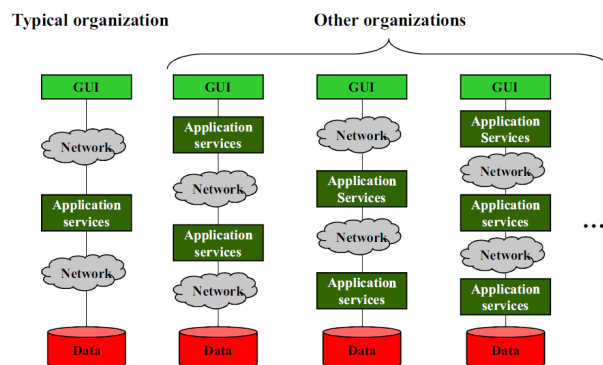 Typical organization
Other organizations
GUI
Network
Application
services
Network
Data
GUI
Application
services
Network
Application
services
Network
Data
GUI
Network
Application
Services
Network
Application
services
Data
GUI
Application
Services
Network
Application
services
Network
Application
services
Data
...